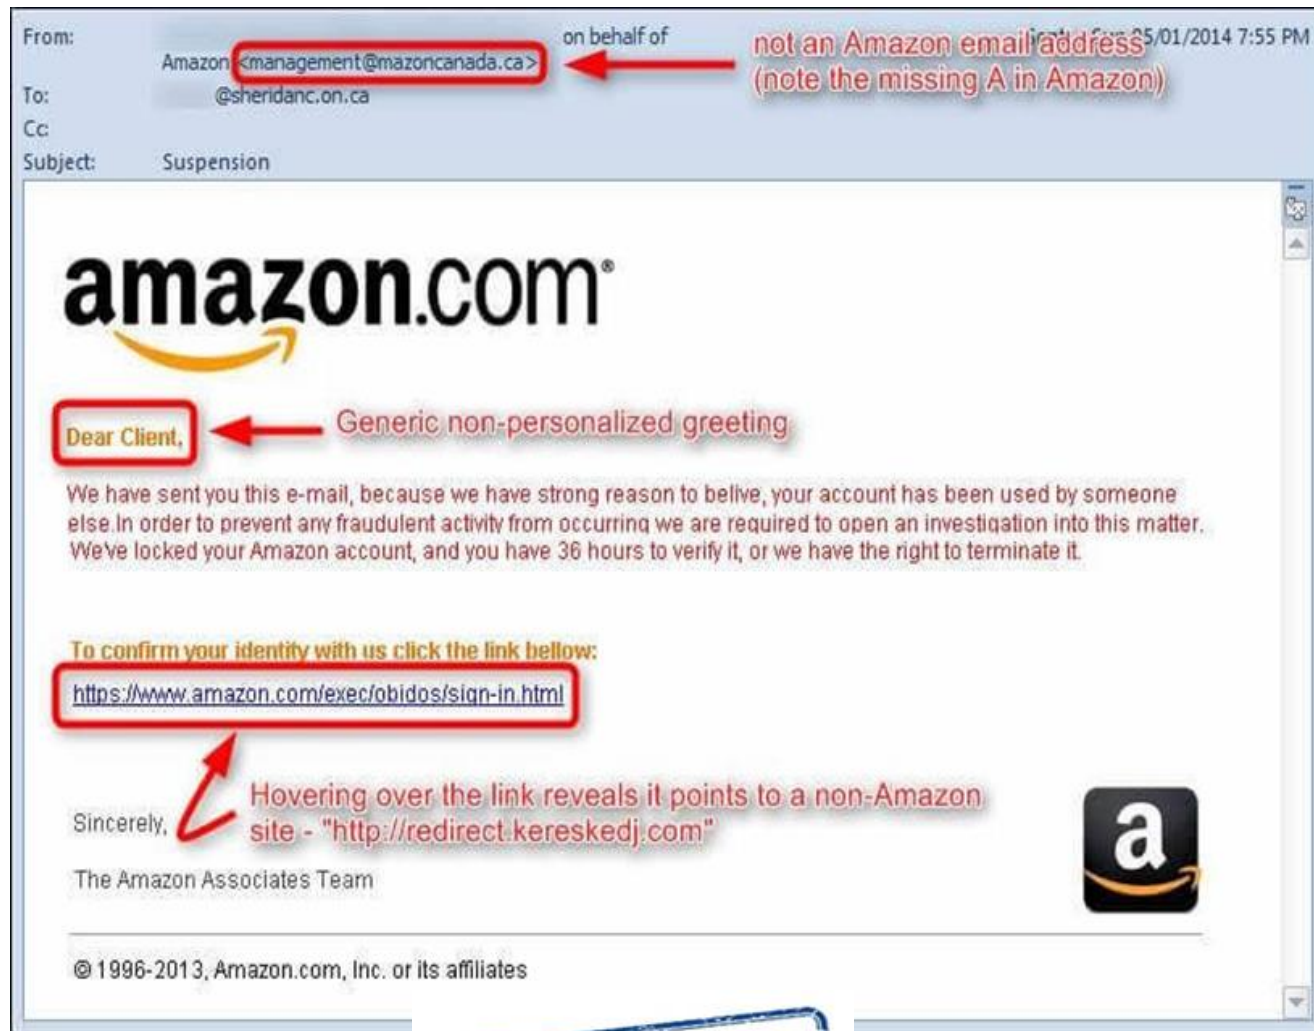 From: on behalf of
Amazon <management@mazoncanada.ca>
not an Amazon email address
(note the missing A in Amazon)
05/01/2014 7:55 PM
To: @sheridanc.on.ca
Cc:
Subject: Suspension
amazon.com®
Dear Client,
Generic non-personalized greeting
We have sent you this e-mail, because we have strong reason to belive, your account has been used by someone
else.In order to prevent any fraudulent activity from occurring we are required to open an investigation into this matter.
We've locked your Amazon account, and you have 36 hours to verify it, or we have the right to terminate it.
To confirm your identity with us click the link bellow:
https://www.amazon.com/exec/obidos/sign-in.html
Hovering over the link reveals it points to a non-Amazon
site - "http://redirect.kereskedj.com"
Sincerely,
The Amazon Associates Team
a
© 1996-2013, Amazon.com, Inc. or its affiliates